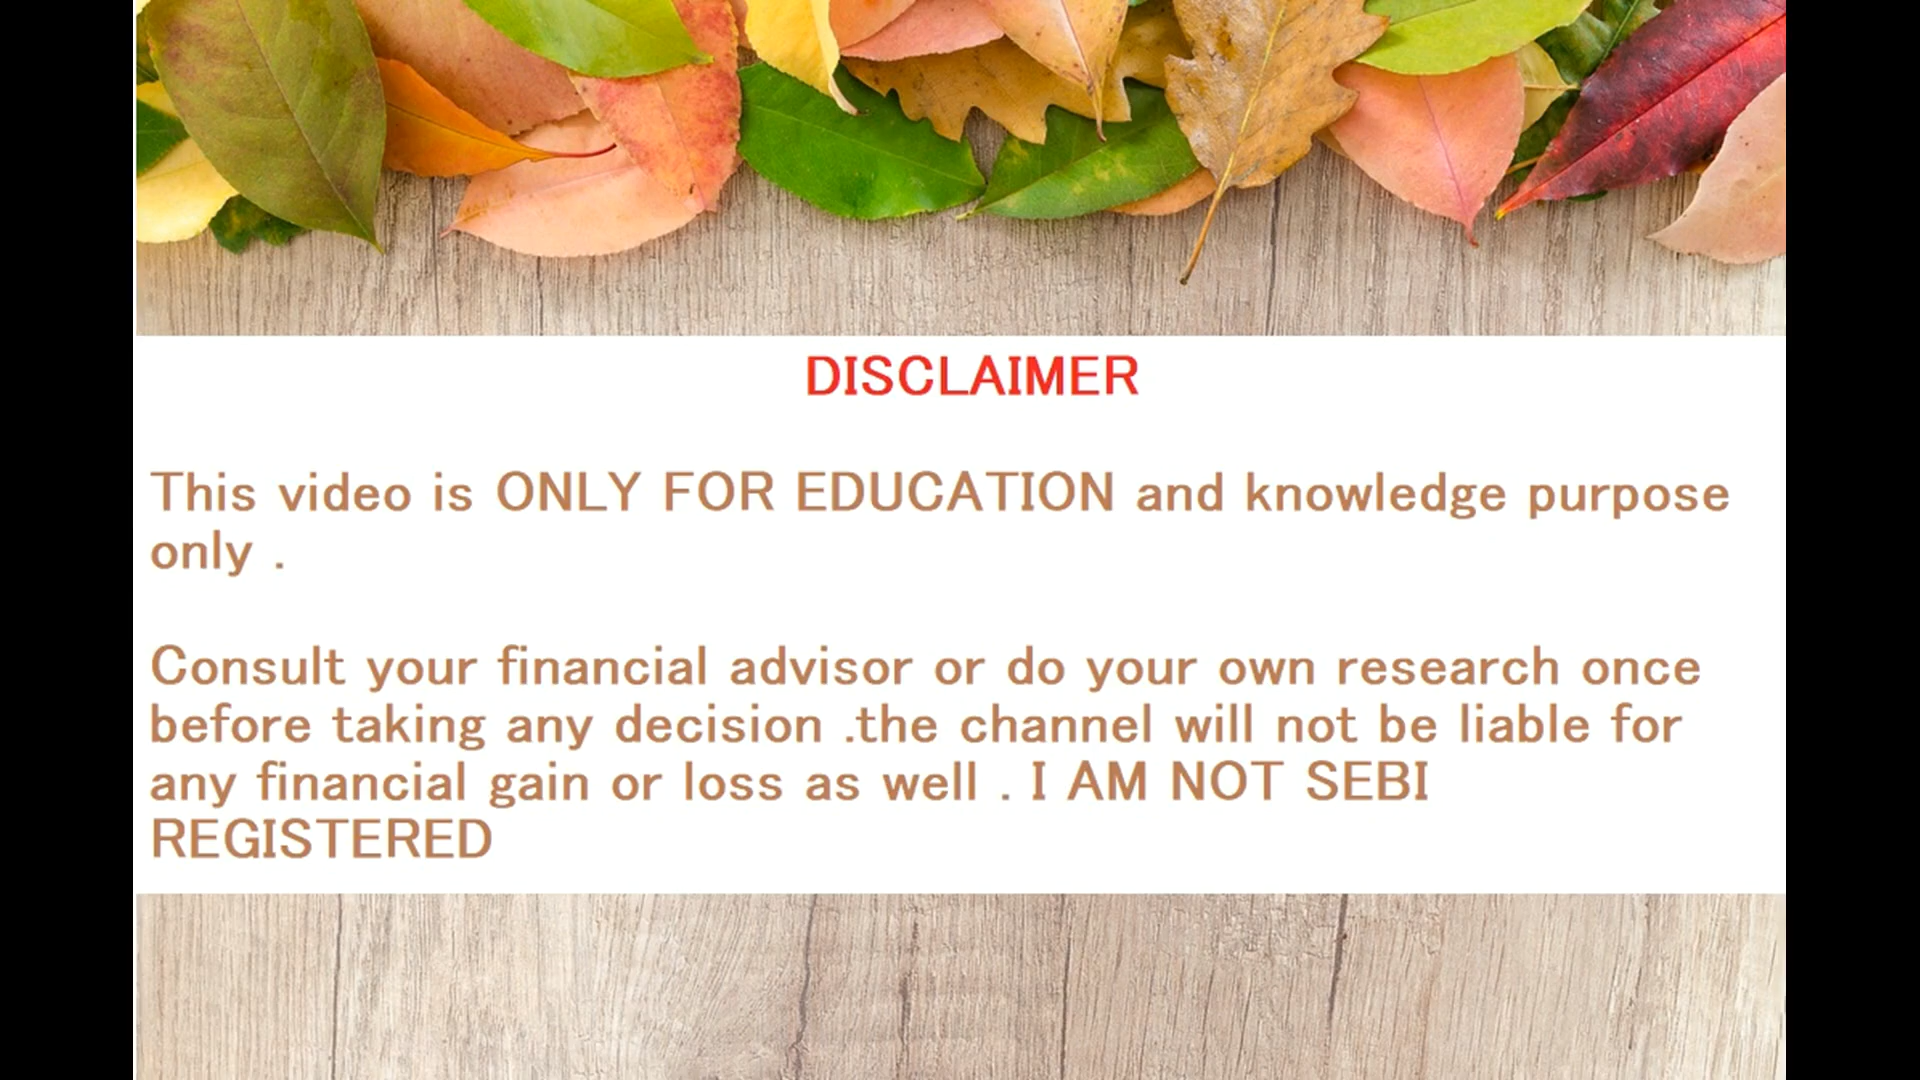 DISCLAIMER
This video is ONLY FOR EDUCATION and knowledge purpose
only .
Consult your financial advisor or do your own research once
before taking any decision .the channel will not be liable for
any financial gain or loss as well . I AM NOT SEBI
REGISTERED